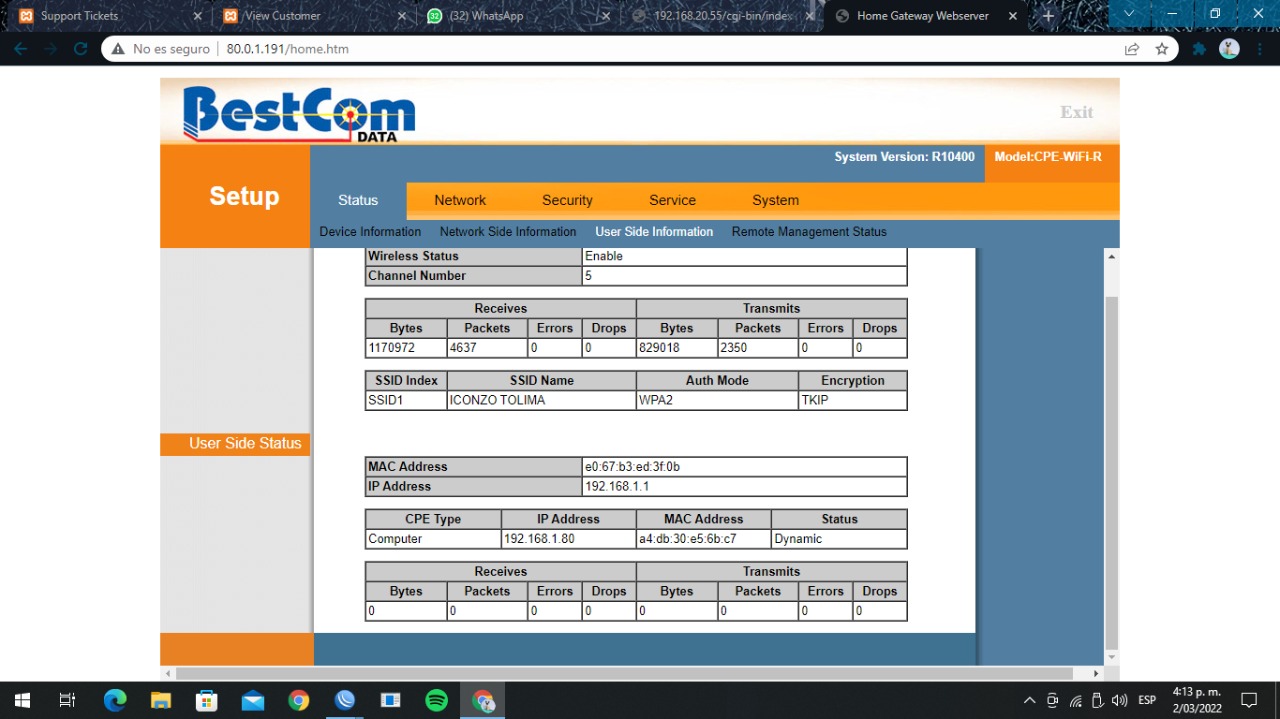 Support Tickets
View Customer
(32) WhatsApp
192.168.20.55/cgi-bin/index
Home Gateway Webserver
No es seguro 80.0.1.191/home.htm
BestCom
DATA
Exit
System Version: R10400 Model:CPE-WiFi-R
Setup
Status Network Security Service System
Device Information Network Side Information User Side Information Remote Management Status
Wireless Status Enable
Channel Number 5
Receives Transmits
Bytes Packets Errors Drops Bytes Packets Errors Drops
1170972 4637 0 0 829018 2350 0 0
SSID Index SSID Name Auth Mode Encryption
SSID1 ICONZO TOLIMA WPA2 TKIP
User Side Status
MAC Address e0:67:b3:ed:3f:0b
IP Address 192.168.1.1
CPE Type IP Address MAC Address Status
Computer 192.168.1.80 a4:db:30:e5:6b:c7 Dynamic
Receives Transmits
Bytes Packets Errors Drops Bytes Packets Errors Drops
0 0 0 0 0 0 0 0
ESP
4:13 p. m.
2/03/2022